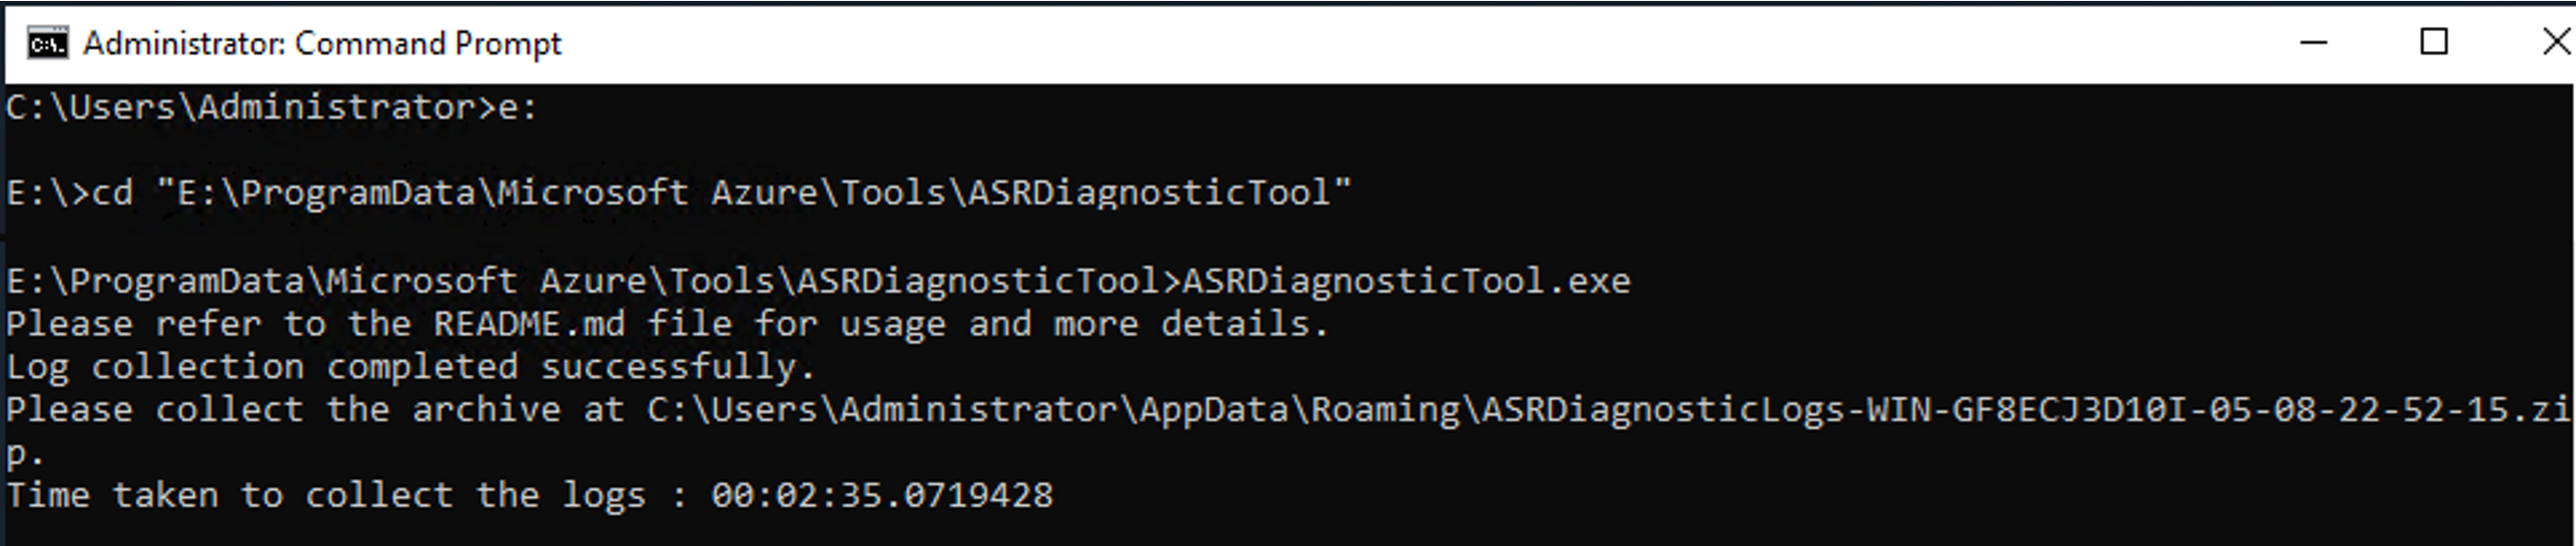 Administrator: Command Prompt
C:\Users\Administrator>e:
E:\>cd "E:\ProgramData\Microsoft Azure\Tools\ASRDiagnosticTool"
E:\ProgramData\Microsoft Azure\Tools\ASRDiagnosticTool>ASRDiagnosticTool.exe
Please refer to the README.md file for usage and more details.
Log collection completed successfully.
Please collect the archive at C:\Users\Administrator\AppData\Roaming\ASRDiagnosticLogs-WIN-GF8ECJ3D10I-05-08-22-52-15.zi
p.
Time taken to collect the logs : 00:02:35.0719428